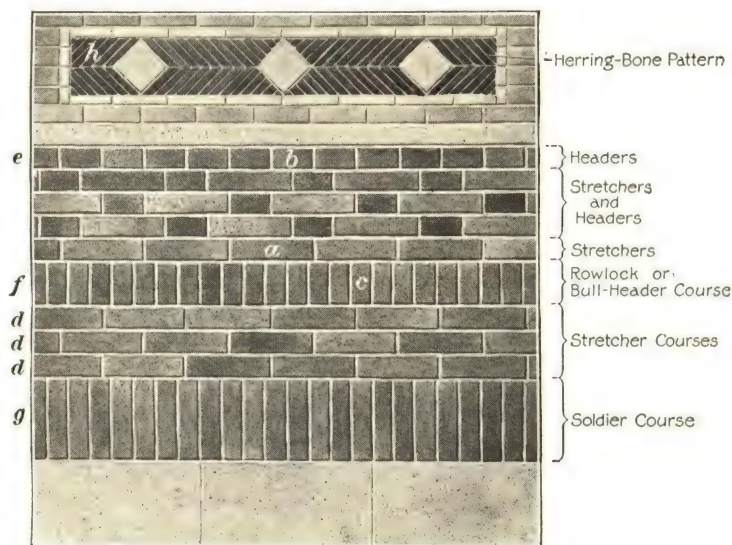 h
Herring-Bone Pattern
e
b
Headers
Stretchers
and
Headers
a
Stretchers
f
c
Rowlock or
Bull-Header Course
d
d
d
Stretcher Courses
g
Soldier Course